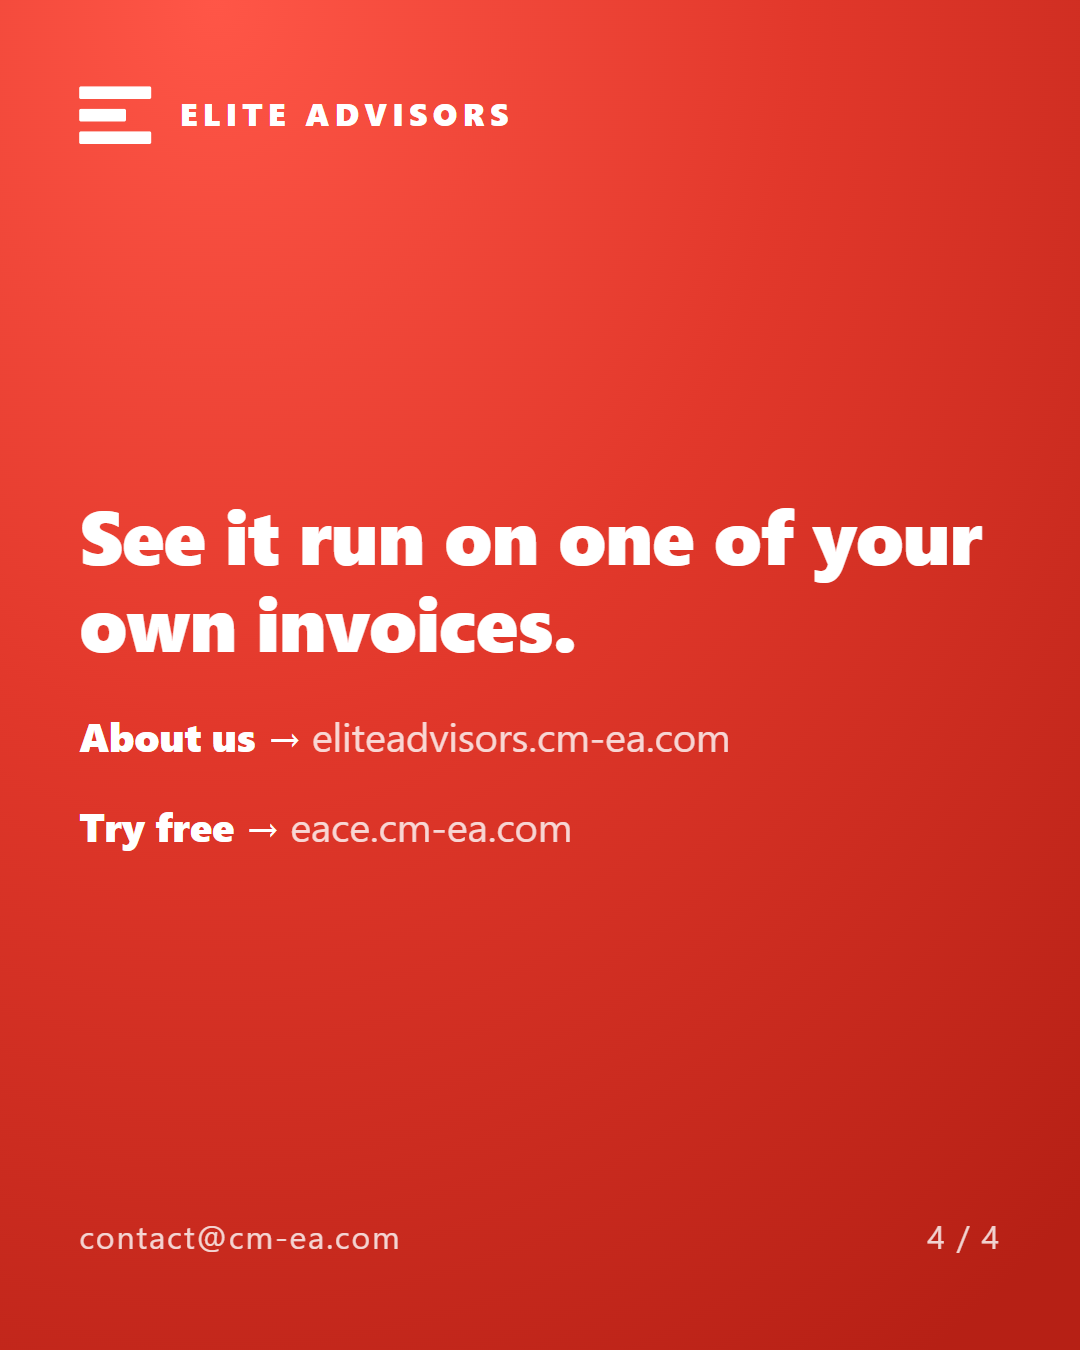 ELITE ADVISORS
See it run on one of your
own invoices.
About us → eliteadvisors.cm-ea.com
Try free → eace.cm-ea.com
contact@cm-ea.com
4 / 4